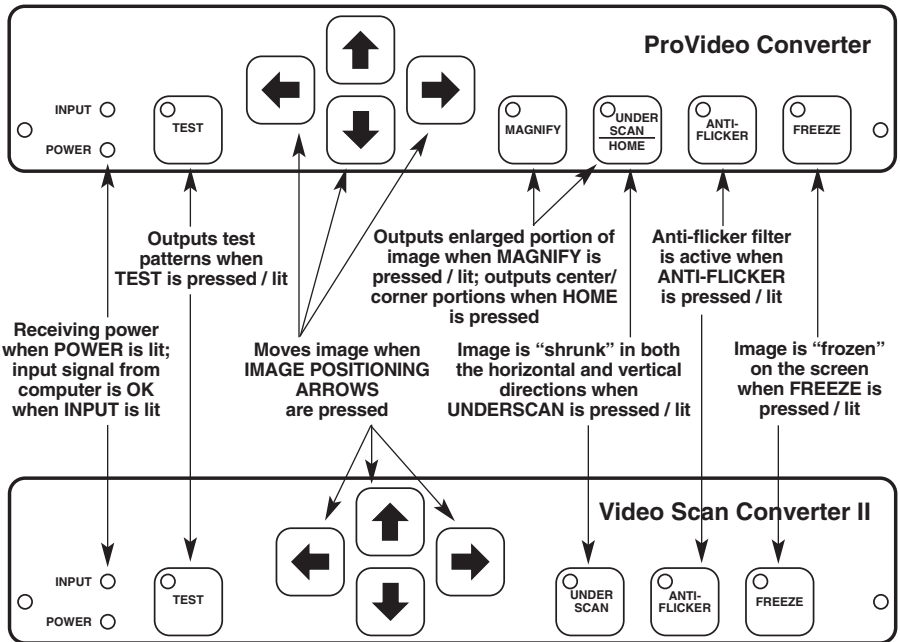 ProVideo Converter
INPUT
POWER
TEST
MAGNIFY
UNDER
SCAN
HOME
ANTI-
FLICKER
FREEZE
Outputs test
patterns when
TEST is pressed / lit
Outputs enlarged portion of
image when MAGNIFY is
pressed / lit; outputs center/
corner portions when HOME
is pressed
Anti-flicker filter
is active when
ANTI-FLICKER
is pressed / lit
Receiving power
when POWER is lit;
input signal from
computer is OK
when INPUT is lit
Moves image when
IMAGE POSITIONING
ARROWS
are pressed
Image is “shrunk” in both
the horizontal and vertical
directions when
UNDERSCAN is pressed / lit
Image is “frozen”
on the screen
when FREEZE is
pressed / lit
Video Scan Converter II
INPUT
POWER
TEST
UNDER
SCAN
ANTI-
FLICKER
FREEZE